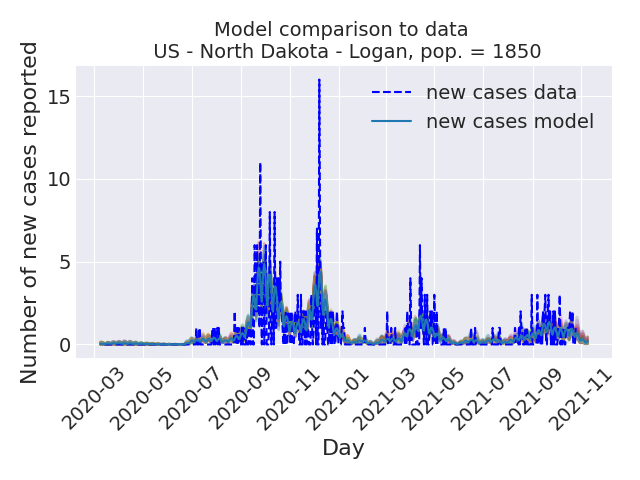 Model comparison to data
US - North Dakota - Logan, pop. = 1850
Number of new cases reported
15
10
5
0
new cases data
new cases model
2020-03
2020-05
2020-07
2020-09
2020-11
2021-01
2021-03
2021-05
2021-07
2021-09
2021-11
Day